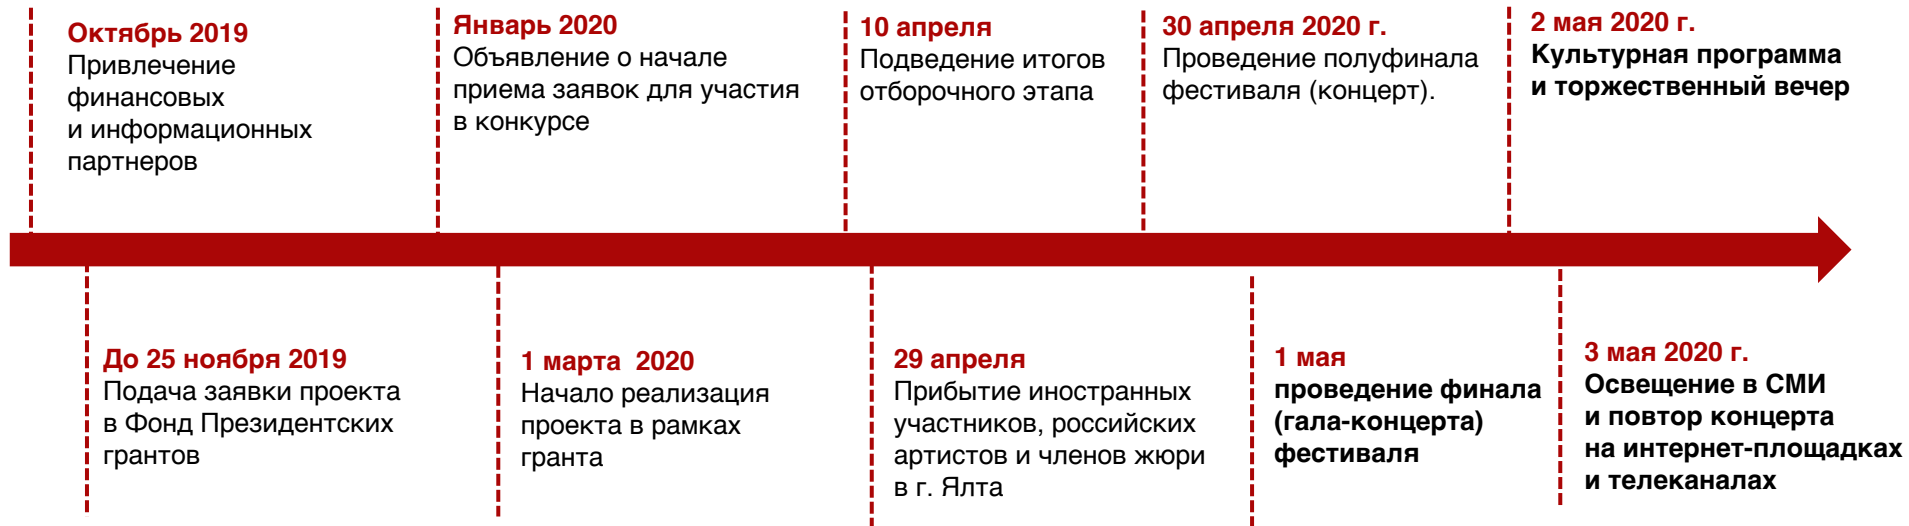 Октябрь 2019
Привлечение
финансовых
и информационных
партнеров
Январь 2020
Объявление о начале
приема заявок для участия
в конкурсе
10 апреля
Подведение итогов
отборочного этапа
30 апреля 2020 г.
Проведение полуфинала
фестиваля (концерт).
2 мая 2020 г.
Культурная программа
и торжественный вечер
До 25 ноября 2019
Подача заявки проекта
в Фонд Президентских
грантов
1 марта 2020
Начало реализация
проекта в рамках
гранта
29 апреля
Прибытие иностранных
участников, российских
артистов и членов жюри
в г. Ялта
1 мая
проведение финала
(гала-концерта)
фестиваля
3 мая 2020 г.
Освещение в СМИ
и повтор концерта
на интернет-площадках
и телеканалах